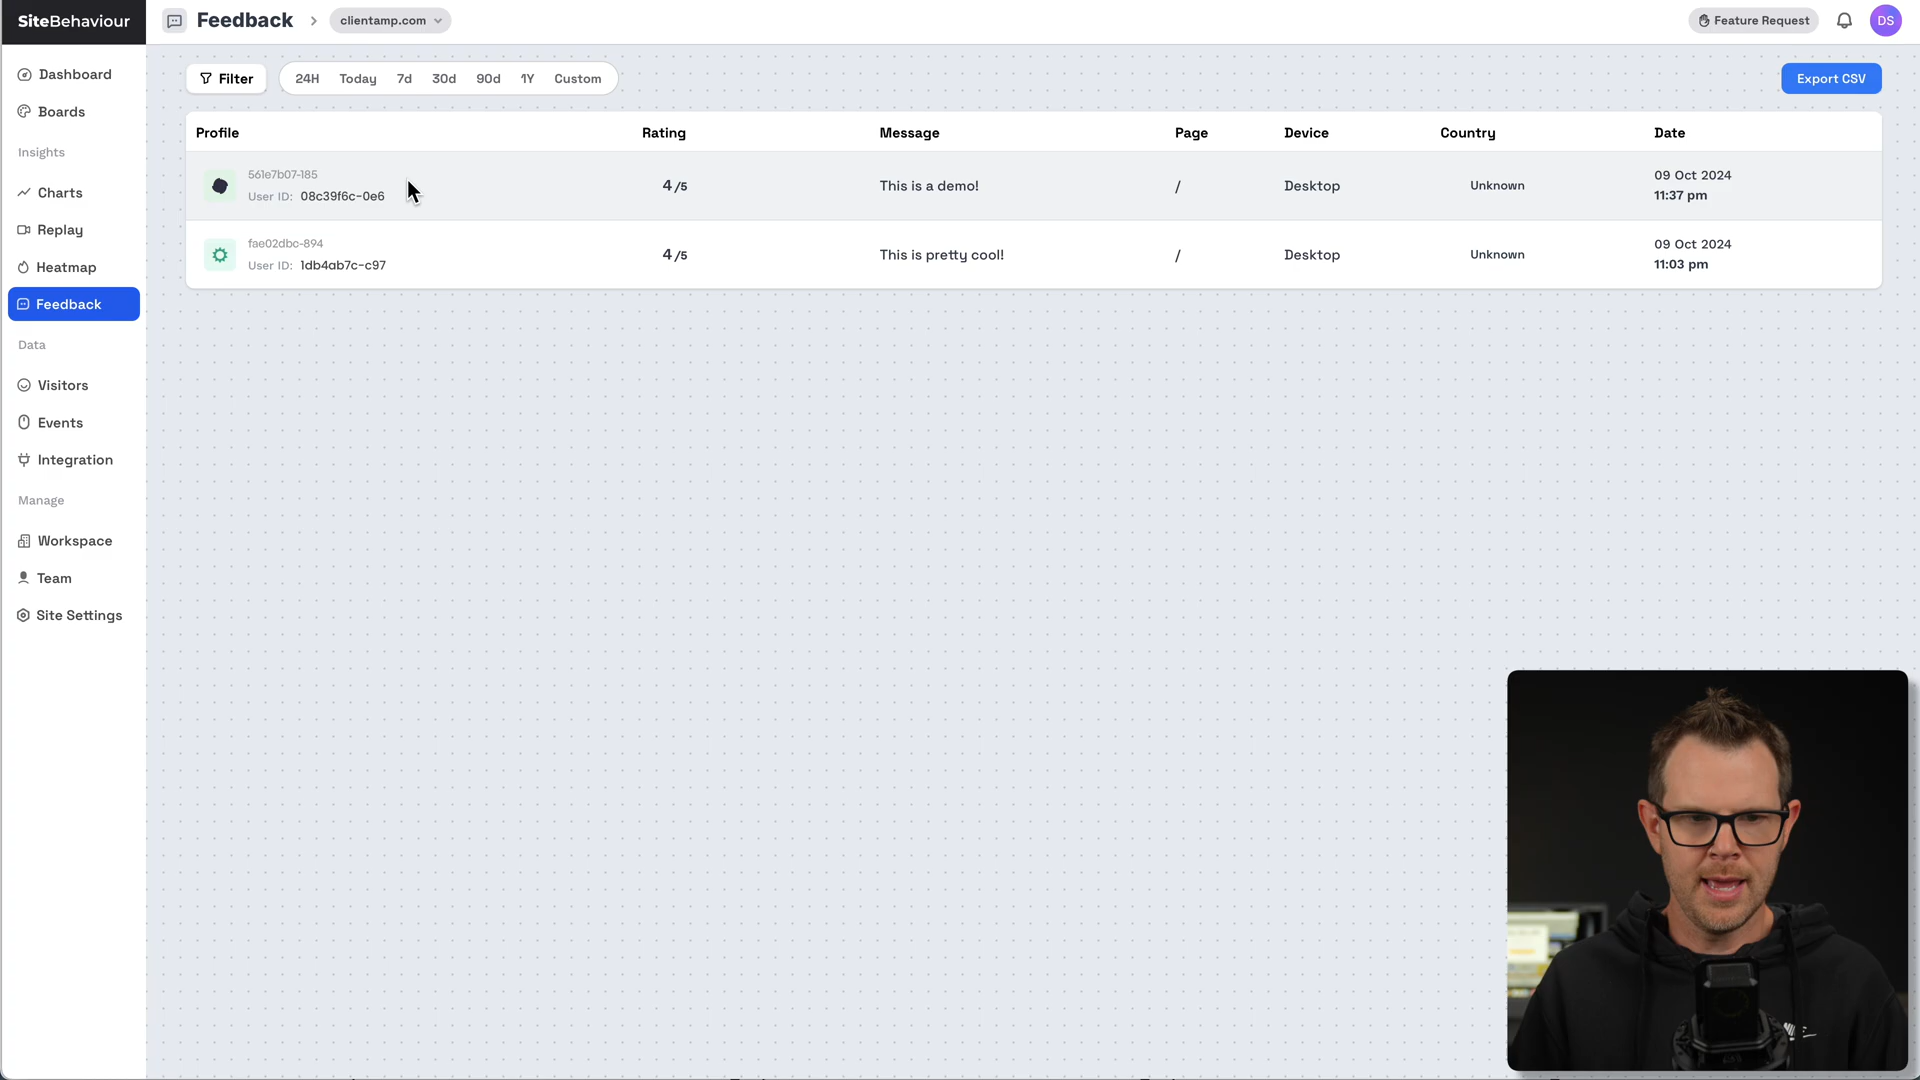 SiteBehaviour
Feedback
clientamp.com
Feature Request
DS
Dashboard
Boards
Insights
Charts
Replay
Heatmap
Feedback
Data
Visitors
Events
Integration
Manage
Workspace
Team
Site Settings
Filter
24H Today 7d 30d 90d 1Y Custom
Export CSV
Profile Rating Message Page Device Country Date
561e7b07-185
User ID: 08c39f6c-0e6
4/5
This is a demo!
/
Desktop
Unknown
09 Oct 2024
11:37 pm
fae02dbc-894
User ID: 1db4ab7c-c97
4/5
This is pretty cool!
/
Desktop
Unknown
09 Oct 2024
11:03 pm